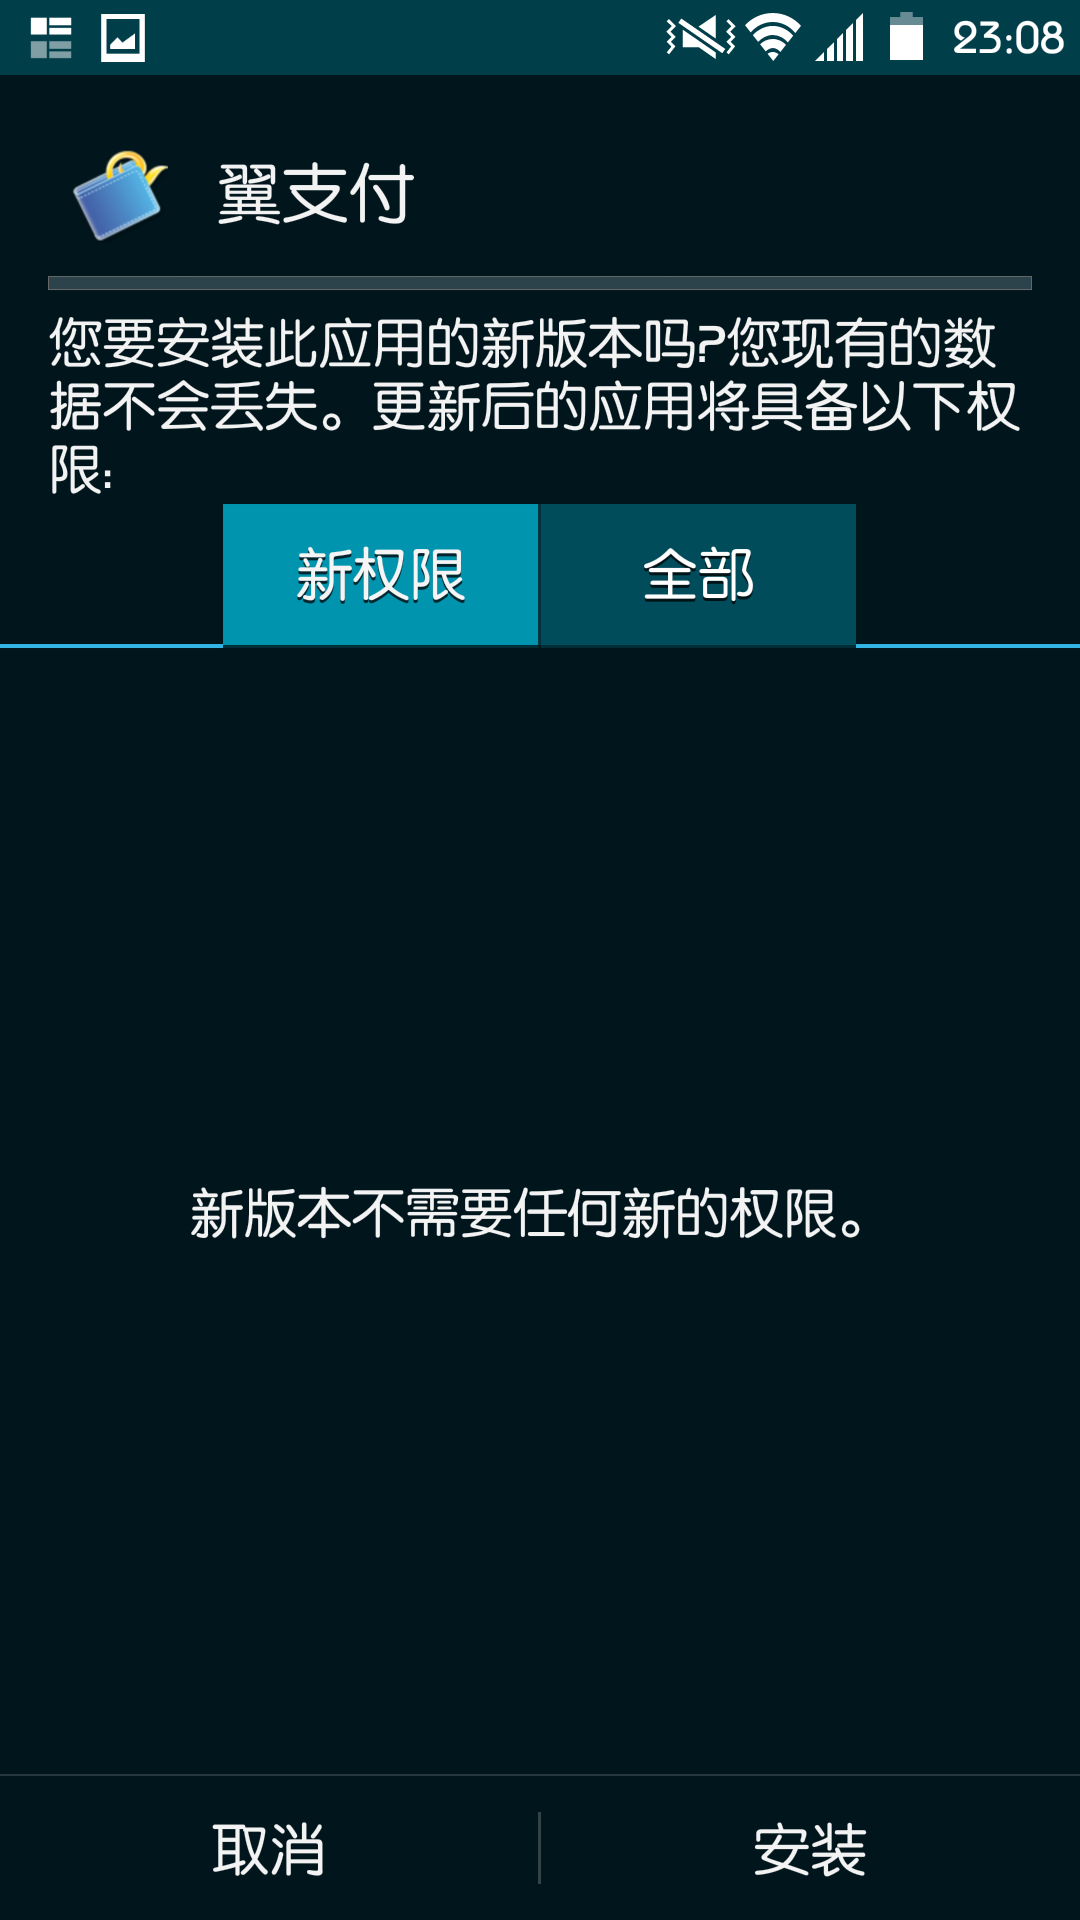 23:08
翼支付
您要安装此应用的新版本吗?您现有的数
据不会丢失。更新后的应用将具备以下权
限:
新权限
全部
新版本不需要任何新的权限。
取消
安装